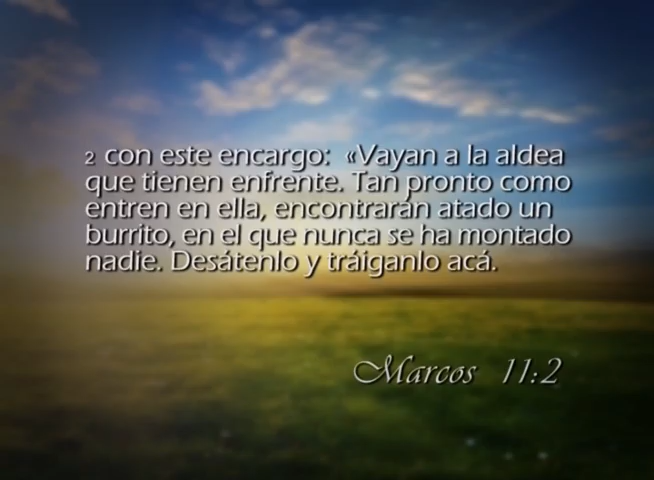 2 con este encargo: «Vayan a la aldea
que tienen enfrente. Tan pronto como
entren en ella, encontrarán atado un
burrito, en el que nunca se ha montado
nadie. Desátenlo y tráiganlo acá.
Marcos 11:2